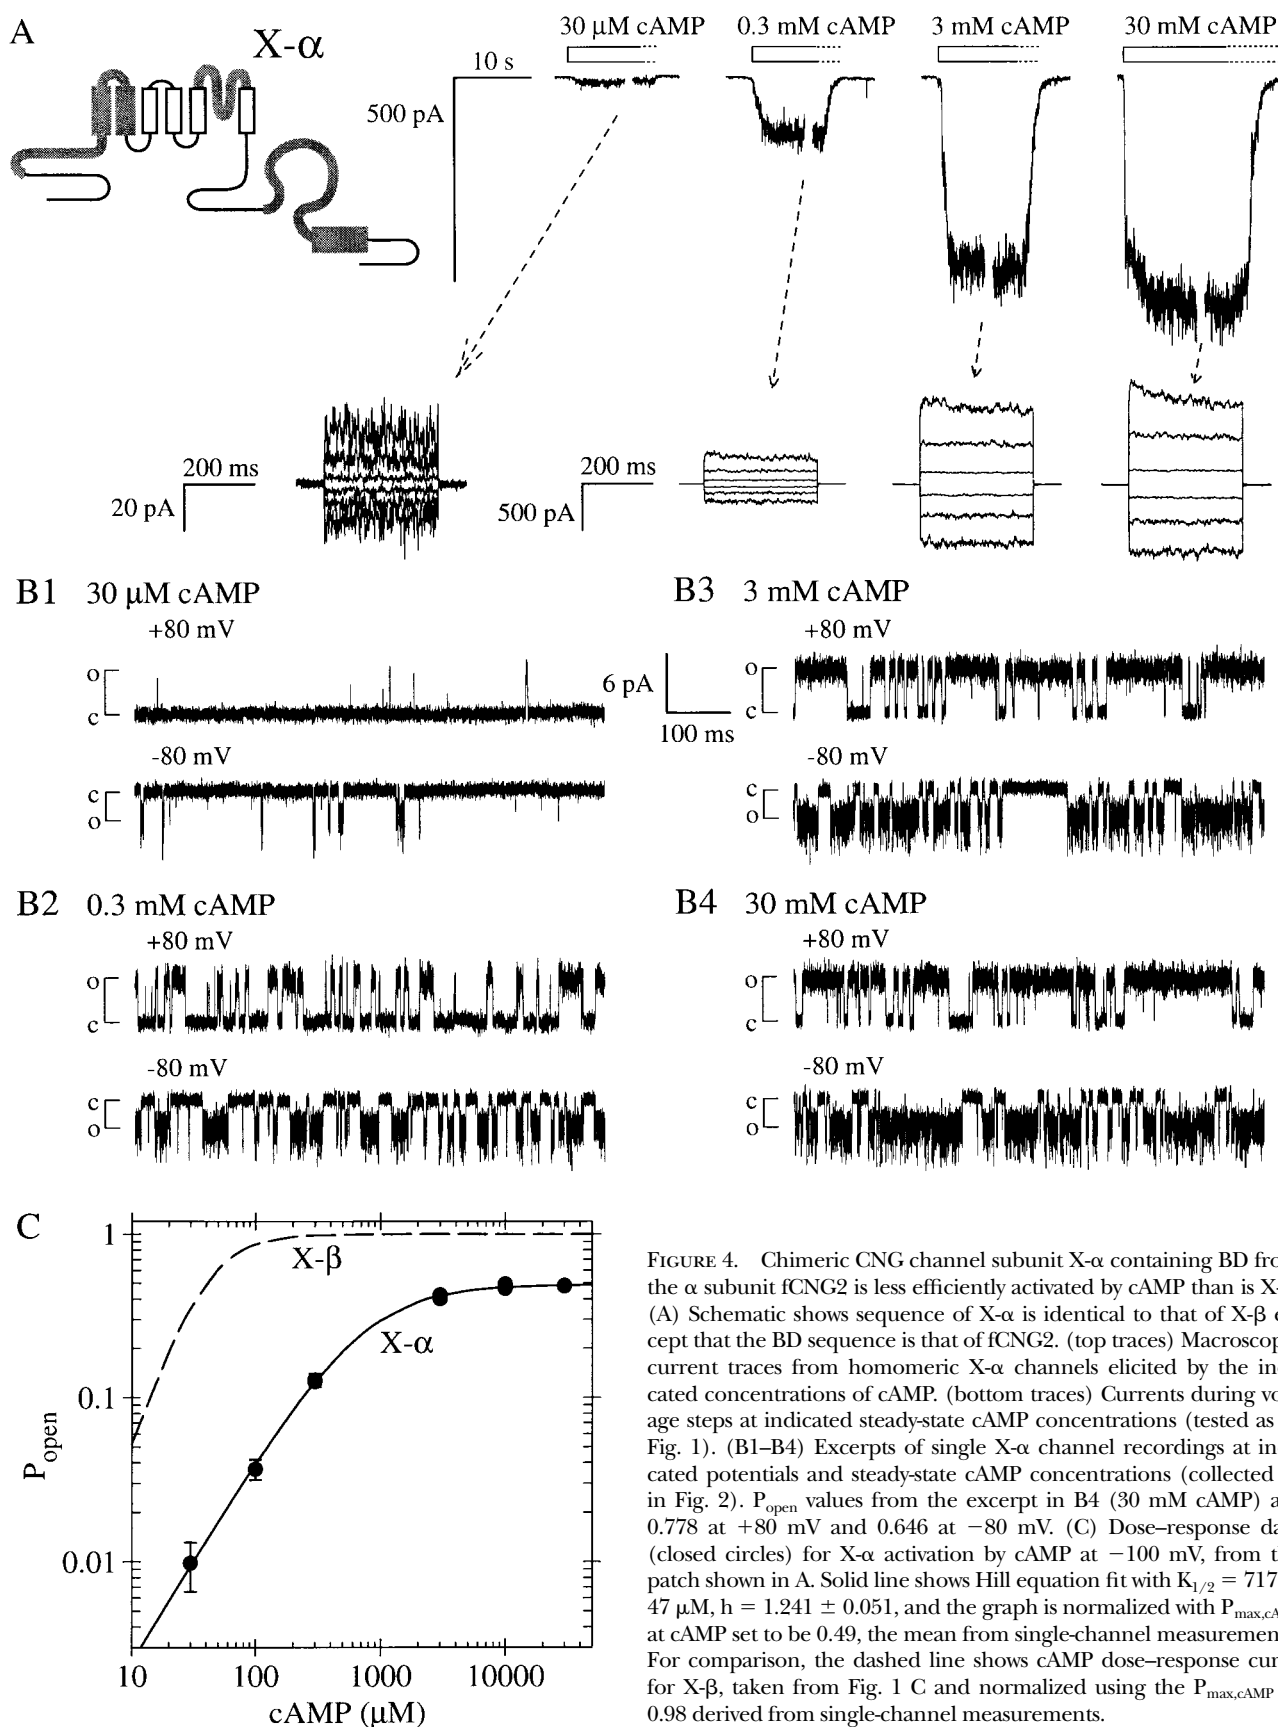 A
X-α
30 µM cAMP
0.3 mM cAMP
3 mM cAMP
30 mM cAMP
10 s
500 pA
200 ms
20 pA
200 ms
500 pA
B1 30 µM cAMP
+80 mV
o
c
-80 mV
c
o
B3 3 mM cAMP
+80 mV
6 pA
100 ms
o
c
-80 mV
c
o
B2 0.3 mM cAMP
+80 mV
o
c
-80 mV
c
o
B4 30 mM cAMP
+80 mV
o
c
-80 mV
c
o
C
1
0.1
0.01
P open
X-β
X-α
10 100 1000 10000
cAMP (µM)
FIGURE 4. Chimeric CNG channel subunit X-α containing BD
the α subunit fCNG2 is less efficiently activated by cAMP than is
(A) Schematic shows sequence of X-α is identical to that of X-β
cept that the BD sequence is that of fCNG2. (top traces)
current traces from homomeric X-α channels elicited by the
cated concentrations of cAMP. (bottom traces) Currents during
age steps at indicated steady-state cAMP concentrations (tested as
Fig. 1). (B1–B4) Excerpts of single X-α channel recordings at
cated potentials and steady-state cAMP concentrations (collected
in Fig. 2). Popen values from the excerpt in B4 (30 mM cAMP)
0.778 at +80 mV and 0.646 at −80 mV. (C) Dose–response
(closed circles) for X-α activation by cAMP at −100 mV, from
patch shown in A. Solid line shows Hill equation fit with K1/2 = 717
47 µM, h = 1.241 ± 0.051, and the graph is normalized with
at cAMP set to be 0.49, the mean from single-channel
For comparison, the dashed line shows cAMP dose–response
for X-β, taken from Fig. 1 C and normalized using the Pmax,cAMP
0.98 derived from single-channel measurements.